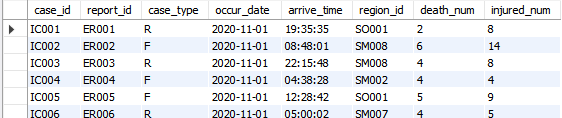 case_id report_id case_type occur_date arrive_time region_id death_num injured_num
IC001 ER001 R 2020-11-01 19:35:35 SO001 2 8
IC002 ER002 F 2020-11-01 08:48:01 SM008 6 14
IC003 ER003 R 2020-11-01 22:15:48 SM008 4 8
IC004 ER004 F 2020-11-01 04:38:28 SM002 4 4
IC005 ER005 F 2020-11-01 12:28:42 SO001 5 9
IC006 ER006 R 2020-11-01 05:00:02 SM007 4 5